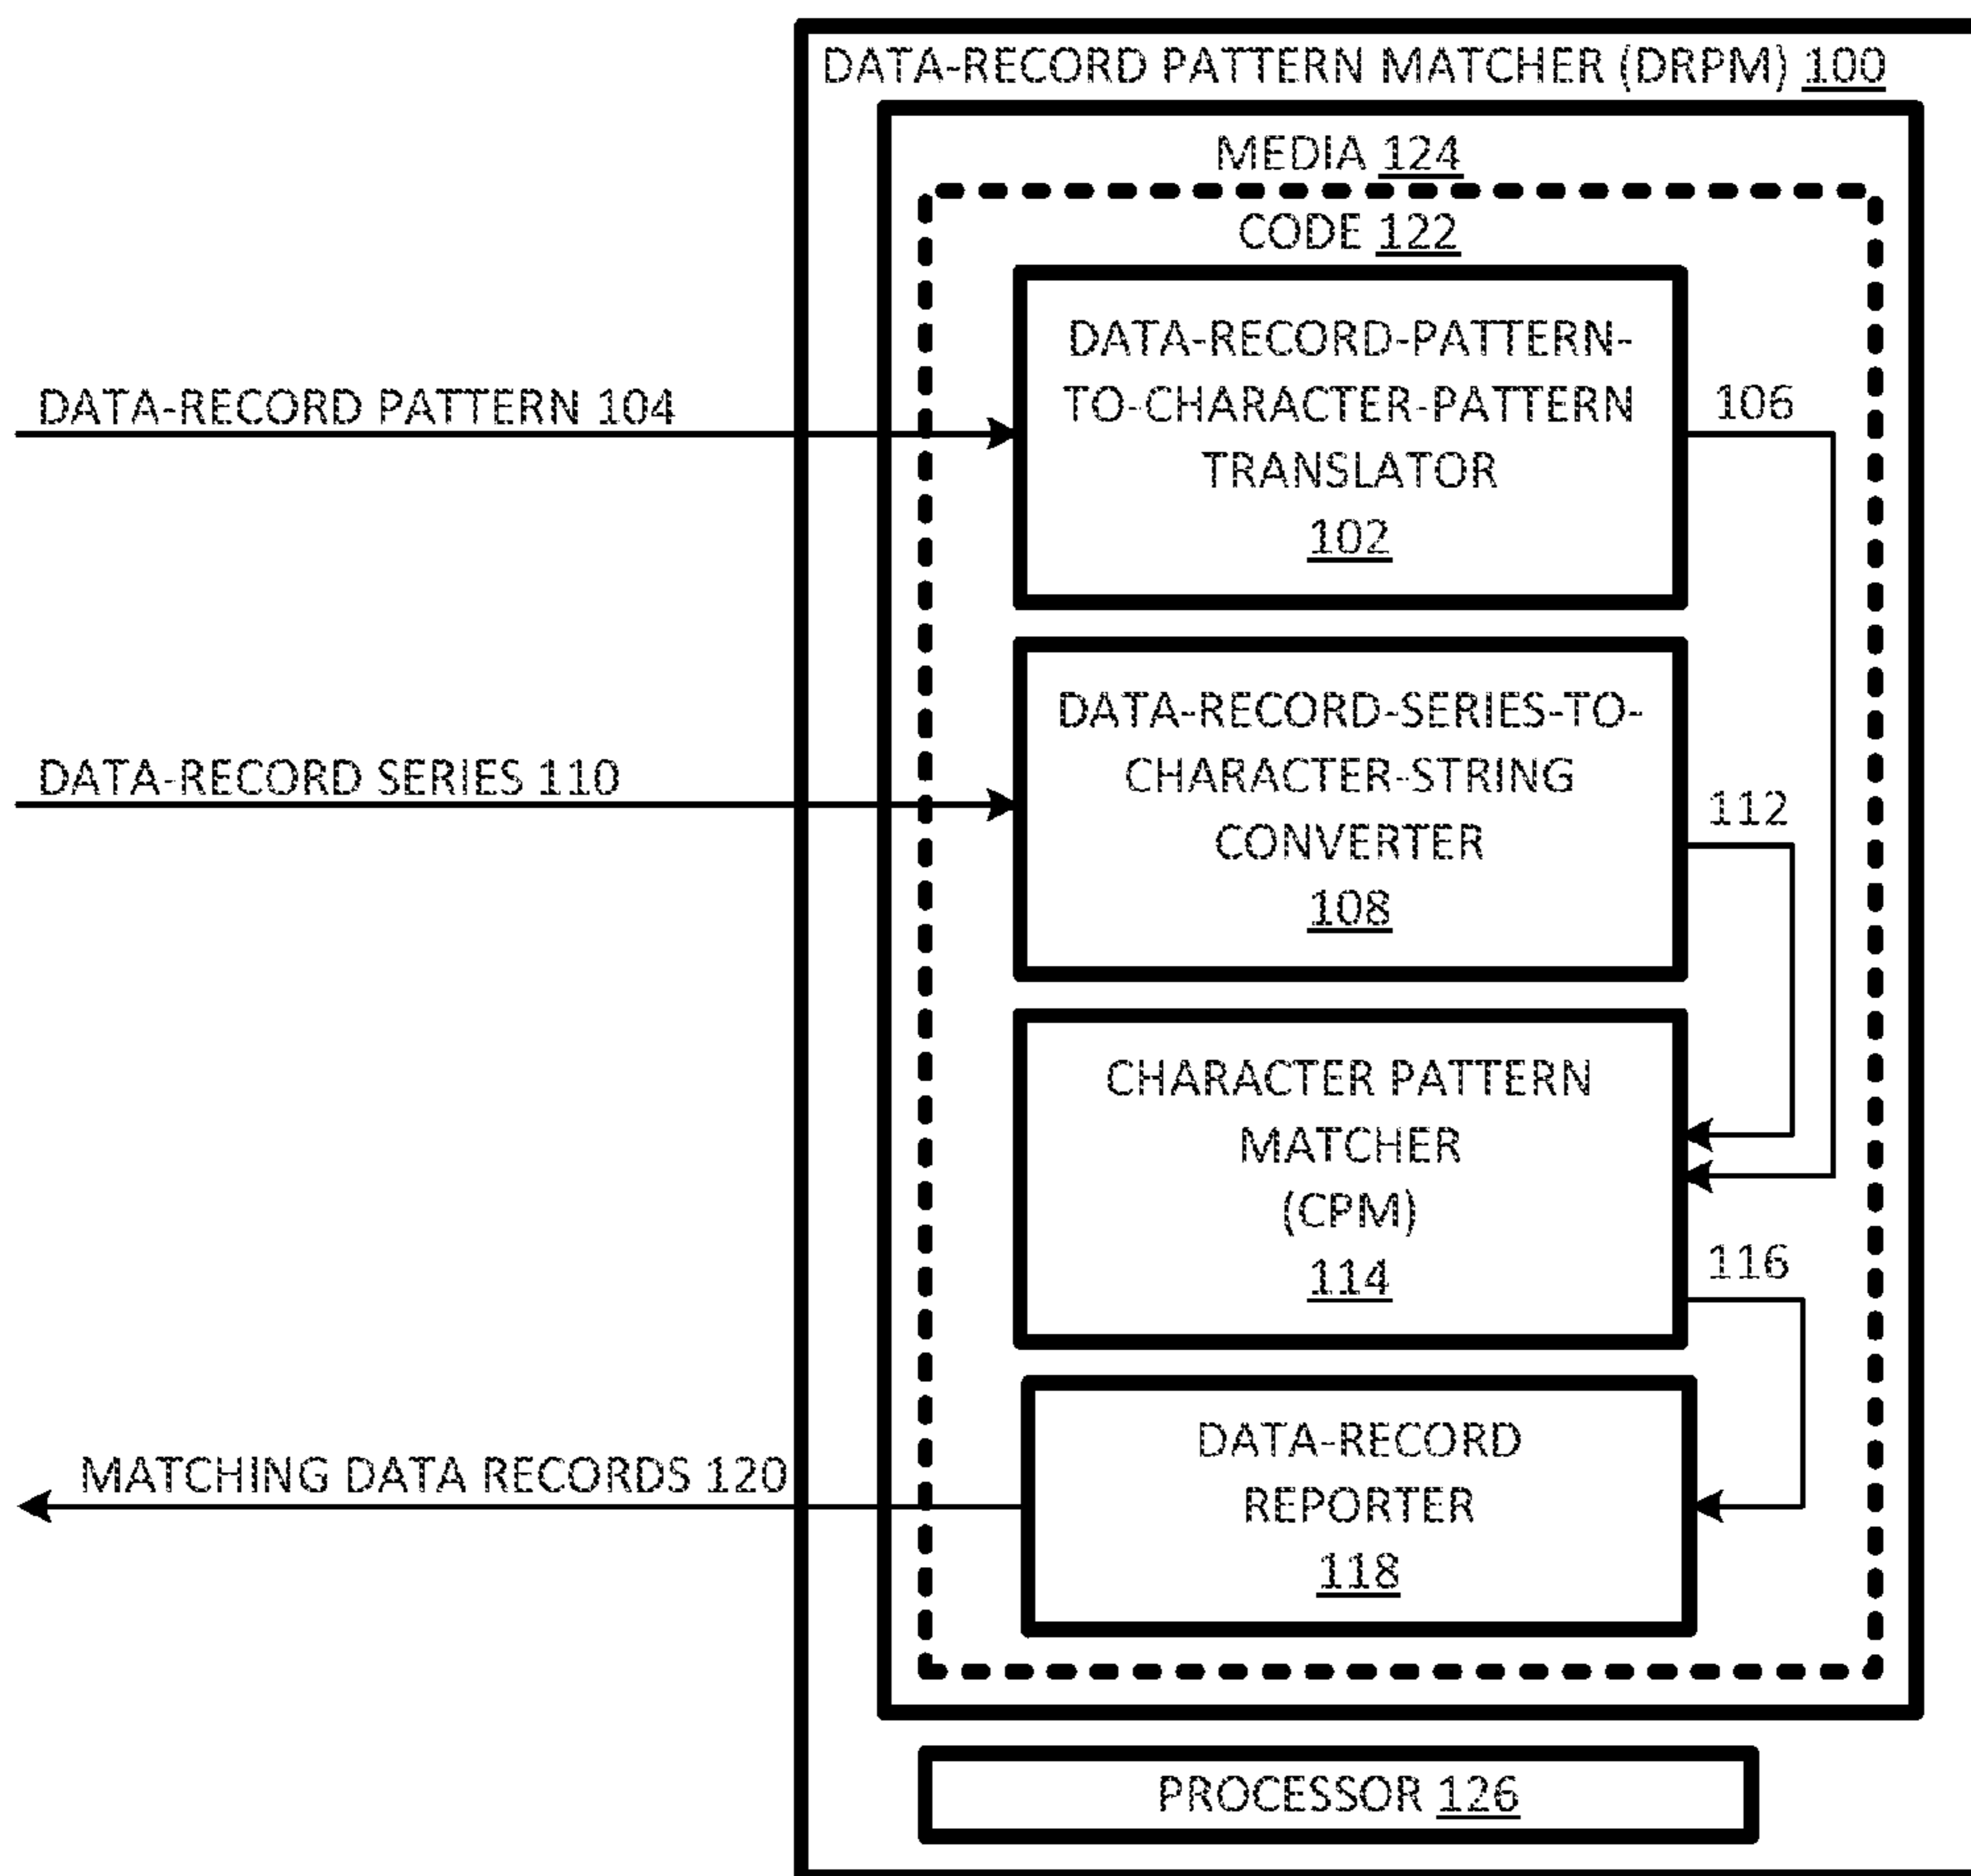 DATA-RECORD PATTERN MATCHER (DRPM) 100
MEDIA 124
CODE 122
DATA-RECORD-PATTERN-
TO-CHARACTER-PATTERN
TRANSLATOR
102
106
DATA-RECORD PATTERN 104
DATA-RECORD-SERIES-TO-
CHARACTER-STRING
CONVERTER
108
112
DATA-RECORD SERIES 110
CHARACTER PATTERN
MATCHER
(CPM)
114
116
DATA-RECORD
REPORTER
118
MATCHING DATA RECORDS 120
PROCESSOR 126